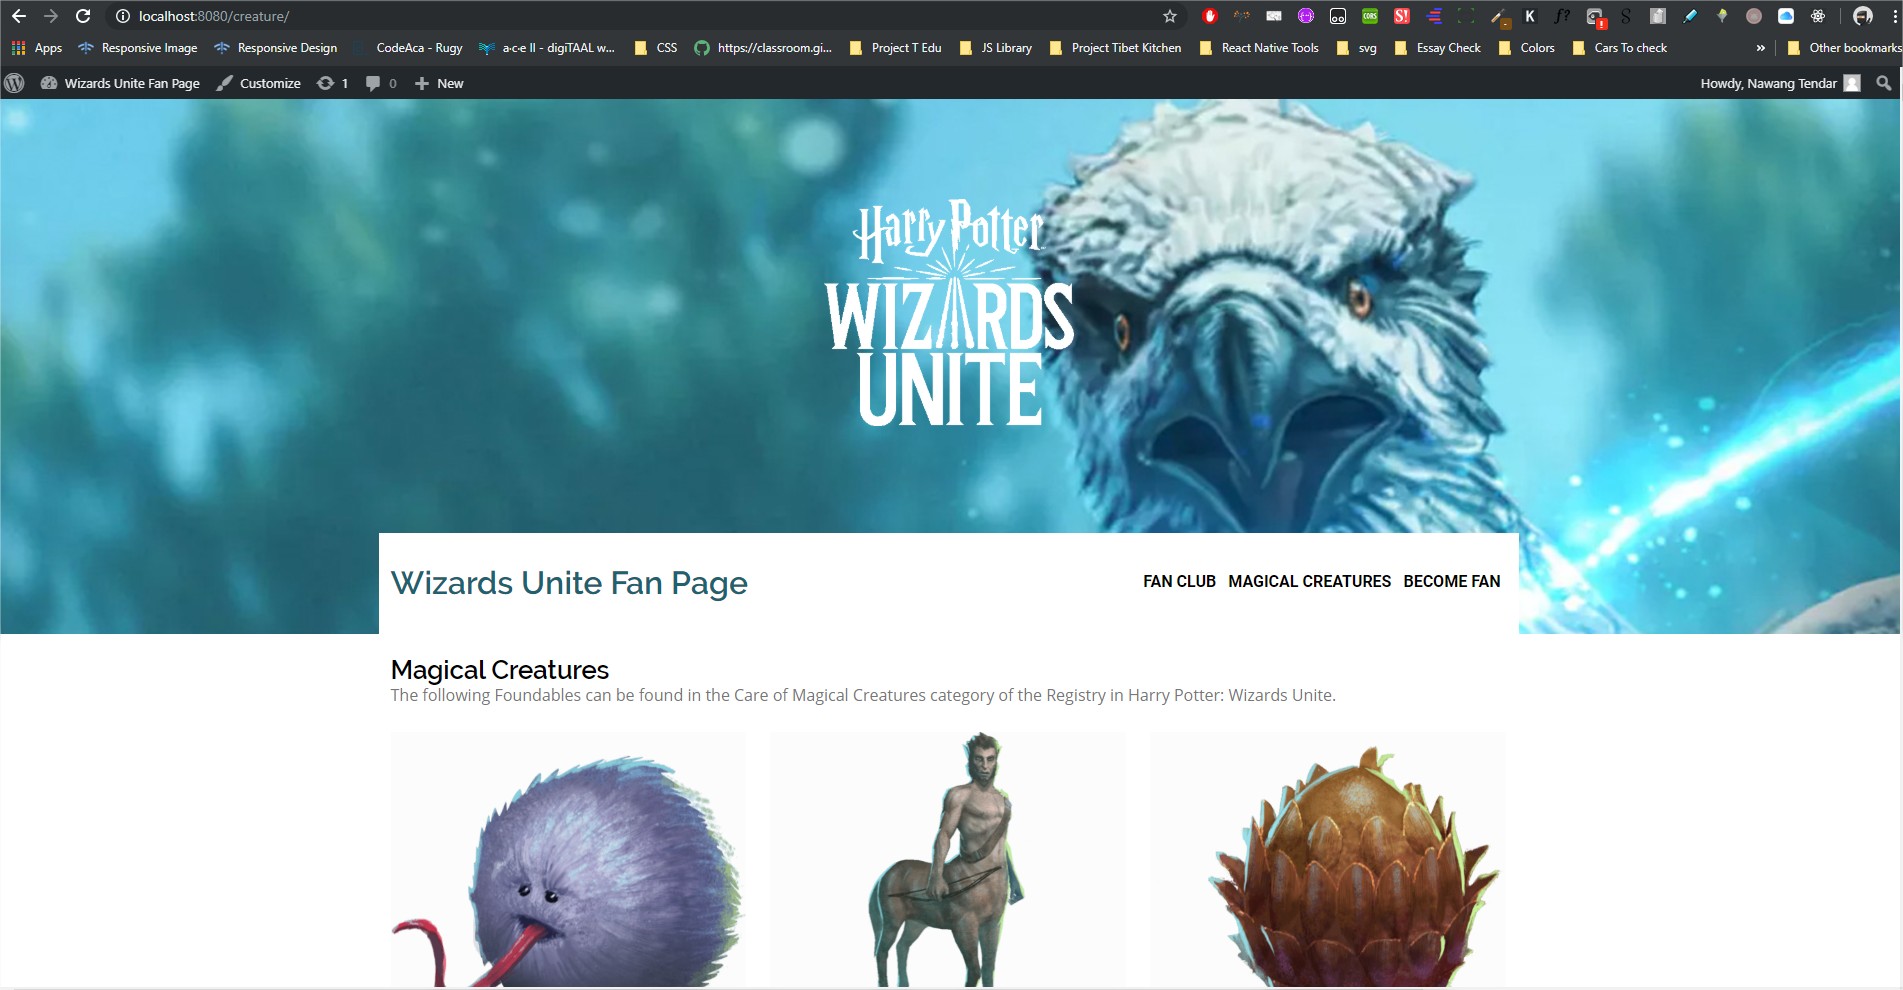 localhost:8080/creature/
CORS S! K f? S
Apps Responsive Image Responsive Design CodeAca - Rugy a-c-e II - digiTAAL w... CSS https://classroom.gi... Project T Edu JS Library Project Tibet Kitchen React Native Tools svg Essay Check Colors Cars To check » Other bookmarks
Wizards Unite Fan Page Customize 1 0 New Howdy, Nawang Tendar
Harry Potter
WIZARDS
UNITE
Wizards Unite Fan Page
FAN CLUB MAGICAL CREATURES BECOME FAN
Magical Creatures
The following Foundables can be found in the Care of Magical Creatures category of the Registry in Harry Potter: Wizards Unite.